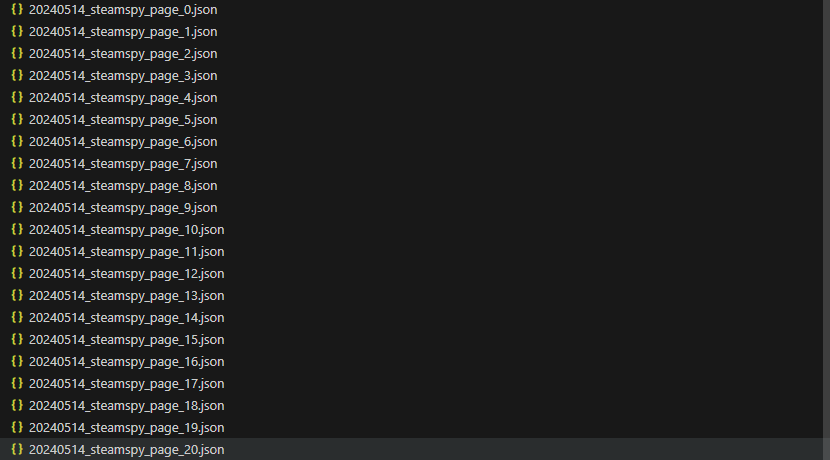 {} 20240514_steamspy_page_0.json
{} 20240514_steamspy_page_1.json
{} 20240514_steamspy_page_2.json
{} 20240514_steamspy_page_3.json
{} 20240514_steamspy_page_4.json
{} 20240514_steamspy_page_5.json
{} 20240514_steamspy_page_6.json
{} 20240514_steamspy_page_7.json
{} 20240514_steamspy_page_8.json
{} 20240514_steamspy_page_9.json
{} 20240514_steamspy_page_10.json
{} 20240514_steamspy_page_11.json
{} 20240514_steamspy_page_12.json
{} 20240514_steamspy_page_13.json
{} 20240514_steamspy_page_14.json
{} 20240514_steamspy_page_15.json
{} 20240514_steamspy_page_16.json
{} 20240514_steamspy_page_17.json
{} 20240514_steamspy_page_18.json
{} 20240514_steamspy_page_19.json
{} 20240514_steamspy_page_20.json